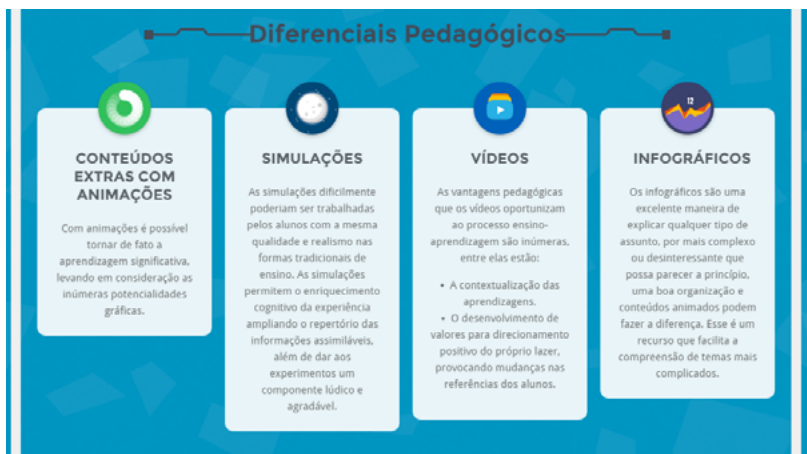 Diferenciais Pedagógicos
CONTEÚDOS
EXTRAS COM
ANIMAÇÕES
Com animações é possível
tornar de fato a
aprendizagem significativa,
levando em consideração as
inúmeras potencialidades
gráficas.
SIMULAÇÕES
As simulações dificilmente
poderiam ser trabalhadas
pelos alunos com a mesma
qualidade e realismo nas
formas tradicionais de
ensino. As simulações
permitem o enriquecimento
cognitivo da experiência
ampliando o repertório das
informações assimiláveis,
além de dar aos
experimentos um
componente lúdico e
agradável.
VÍDEOS
As vantagens pedagógicas
que os vídeos oportunizam
ao processo ensino-
aprendizagem são inúmeras,
entre elas estão:
• A contextualização das
aprendizagens.
• O desenvolvimento de
valores para direcionamento
positivo do próprio lazer,
provocando mudanças nas
referências dos alunos.
12
INFOGRÁFICOS
Os infográficos são uma
excelente maneira de
explicar qualquer tipo de
assunto, por mais complexo
ou desinteressante que
possa parecer a princípio,
uma boa organização e
conteúdos animados podem
fazer a diferença. Esse é um
recurso que facilita a
compreensão de temas mais
complicados.